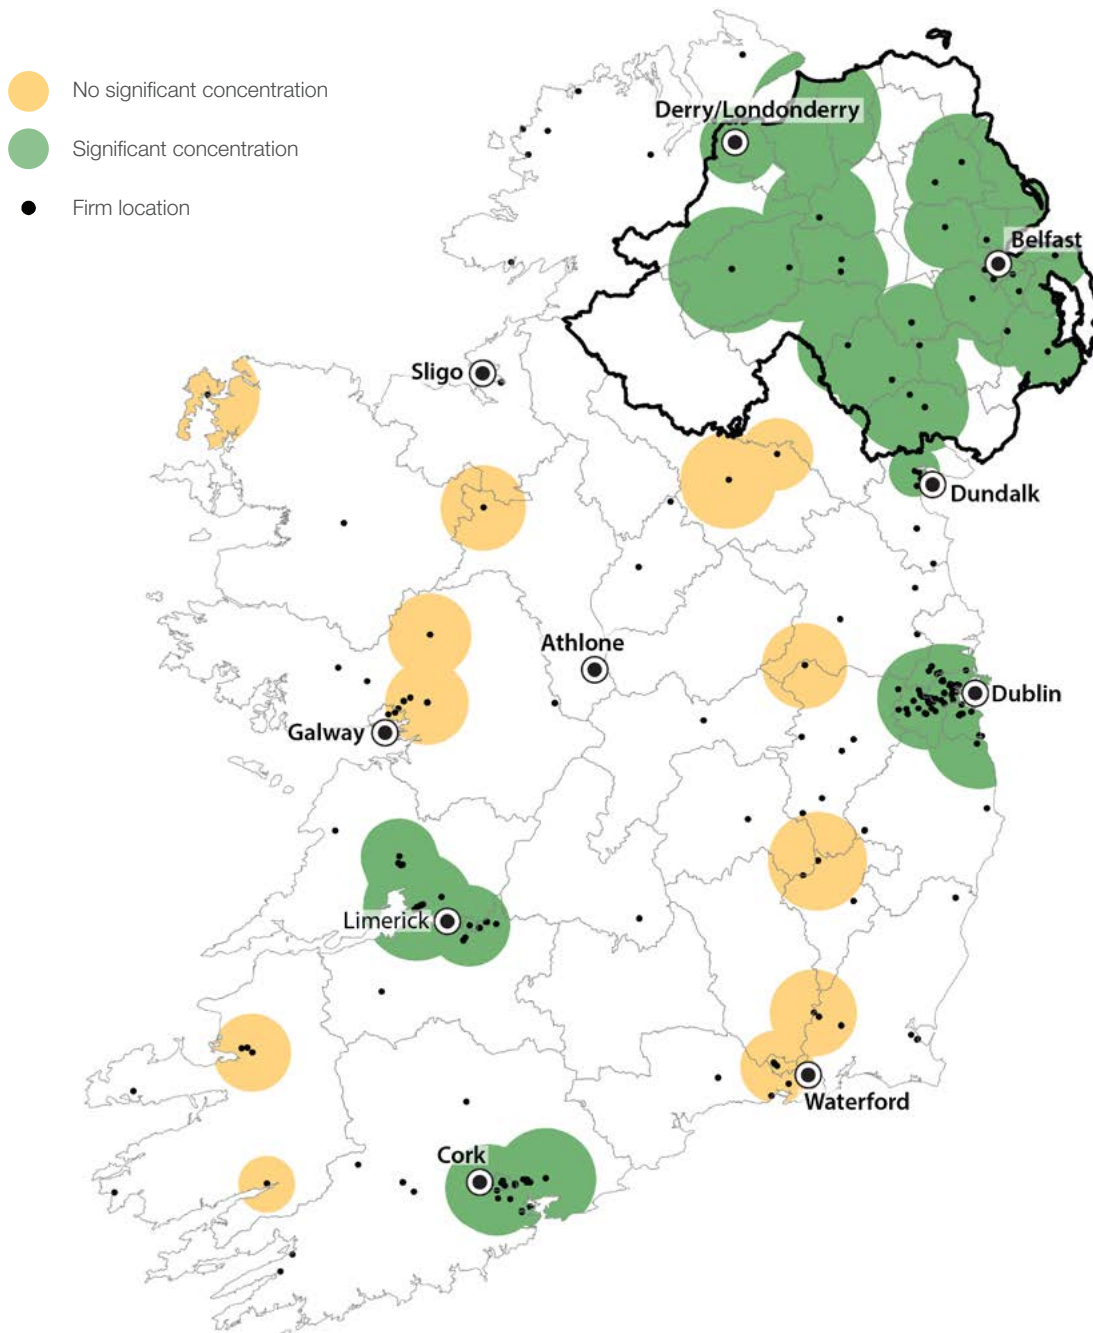 No significant concentration
Significant concentration
Firm location
Derry/Londonderry
Belfast
Sligo
Dundalk
Athlone
Dublin
Galway
Limerick
Waterford
Cork